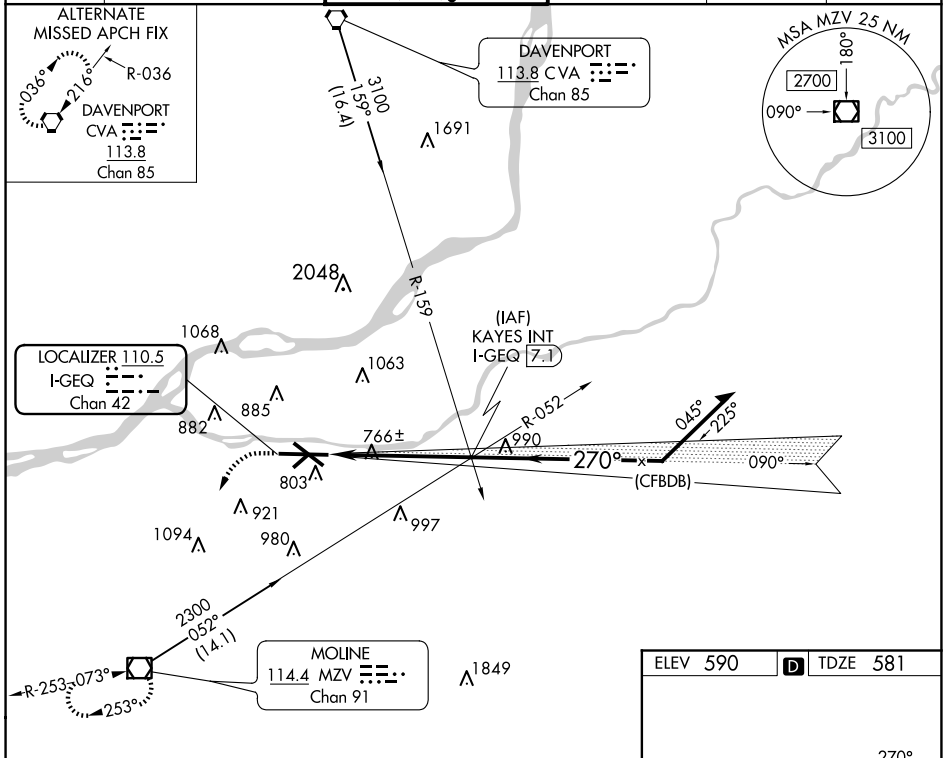 ALTERNATE
MISSED APCH FIX
R-036
036°
216°
DAVENPORT
CVA
113.8
Chan 85
DAVENPORT
113.8 CVA
Chan 85
MSA MZV 25 NM
180°
2700
090°
3100
3100
159°
(16.4)
1691
2048
R-159
1068
(IAF)
KAYES INT
I-GEQ 7.1
LOCALIZER 110.5
I-GEQ
Chan 42
1063
885
882
R-052
045°
225°
766±
990
270°
090°
(CFBDB)
x
803
921
997
1094
980
2300
052°
(14.1)
MOLINE
114.4 MZV
Chan 91
1849
R-253
073°
253°
ELEV 590
D
TDZE 581
270°